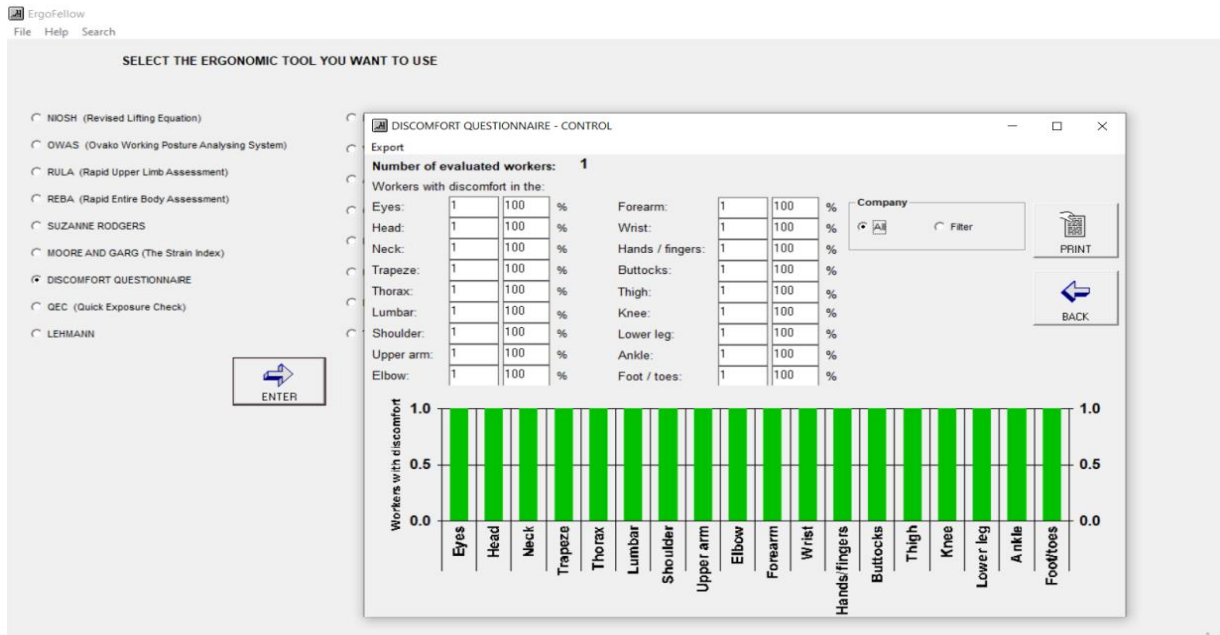 ErgoFellow
File Help Search
SELECT THE ERGONOMIC TOOL YOU WANT TO USE
NIOSH (Revised Lifting Equation)
OWAS (Ovako Working Posture Analysing System)
RULA (Rapid Upper Limb Assessment)
REBA (Rapid Entire Body Assessment)
SUZANNE RODGERS
MOORE AND GARG (The Strain Index)
DISCOMFORT QUESTIONNAIRE
QEC (Quick Exposure Check)
LEHMANN
ENTER
DISCOMFORT QUESTIONNAIRE - CONTROL
Export
Number of evaluated workers: 1
Workers with discomfort in the:
Eyes: 1 100 %
Head: 1 100 %
Neck: 1 100 %
Trapeze: 1 100 %
Thorax: 1 100 %
Lumbar: 1 100 %
Shoulder: 1 100 %
Upper arm: 1 100 %
Elbow: 1 100 %
Forearm: 1 100 %
Wrist: 1 100 %
Hands / fingers: 1 100 %
Buttocks: 1 100 %
Thigh: 1 100 %
Knee: 1 100 %
Lower leg: 1 100 %
Ankle: 1 100 %
Foot / toes: 1 100 %
Company
All Filter
PRINT
BACK
Workers with discomfort
1.0 1.0
0.5 0.5
0.0 0.0
Eyes
Head
Neck
Trapeze
Thorax
Lumbar
Shoulder
Upper arm
Elbow
Forearm
Wrist
Hands/fingers
Buttocks
Thigh
Knee
Lower leg
Ankle
Foot/toes